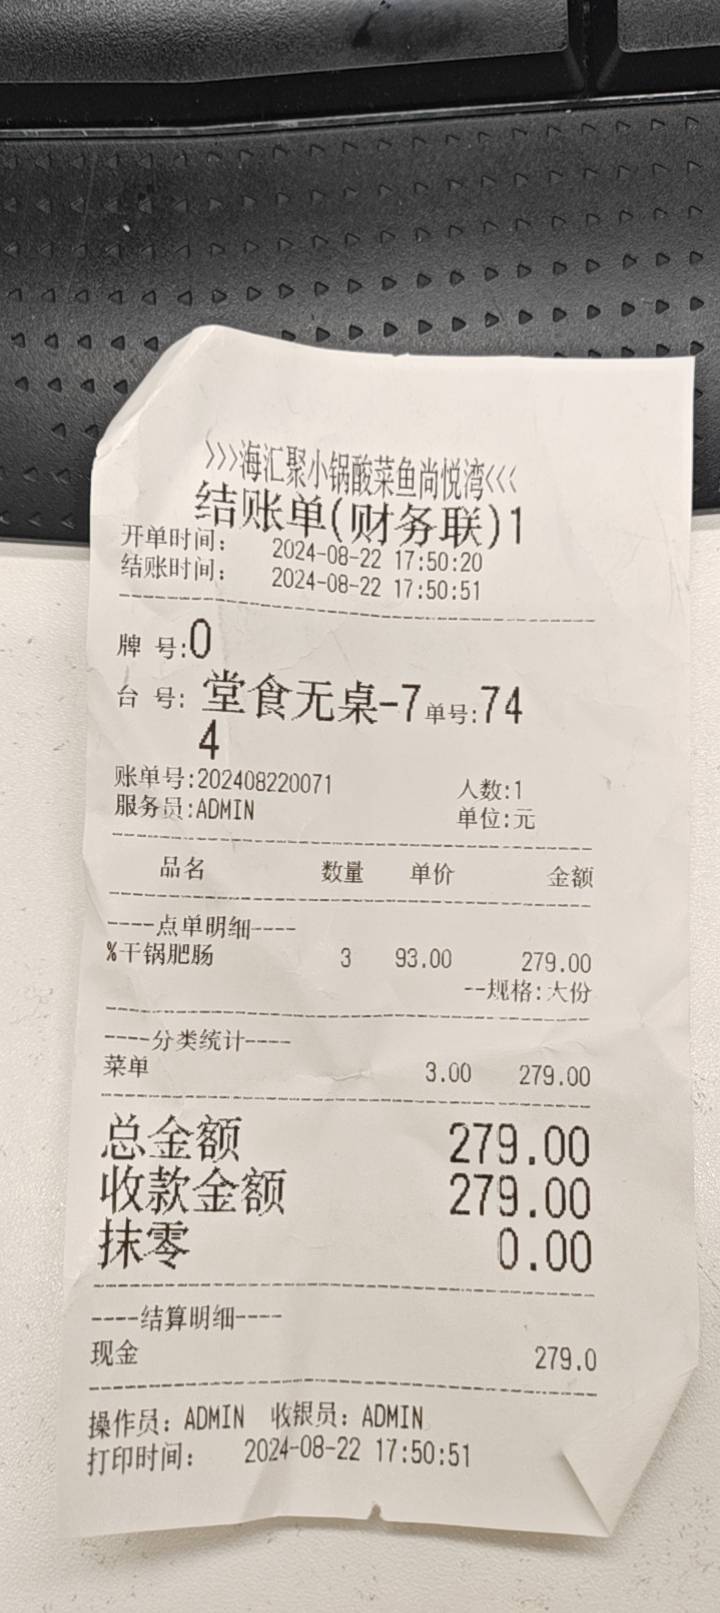 >>>海汇聚小锅酸菜鱼尚悦湾<<<
结账单(财务联)1
开单时间: 2024-08-22 17:50:20
结账时间: 2024-08-22 17:50:51
牌 号:0
台 号: 堂食无桌-7 单号:74
4
账单号:202408220071 人数:1
服务员:ADMIN 单位:元
品名 数量 单价 金额
----点单明细----
%干锅肥肠 3 93.00 279.00
--规格:大份
----分类统计----
菜单 3.00 279.00
总金额 279.00
收款金额 279.00
抹零 0.00
----结算明细----
现金 279.0
操作员: ADMIN 收银员: ADMIN
打印时间: 2024-08-22 17:50:51